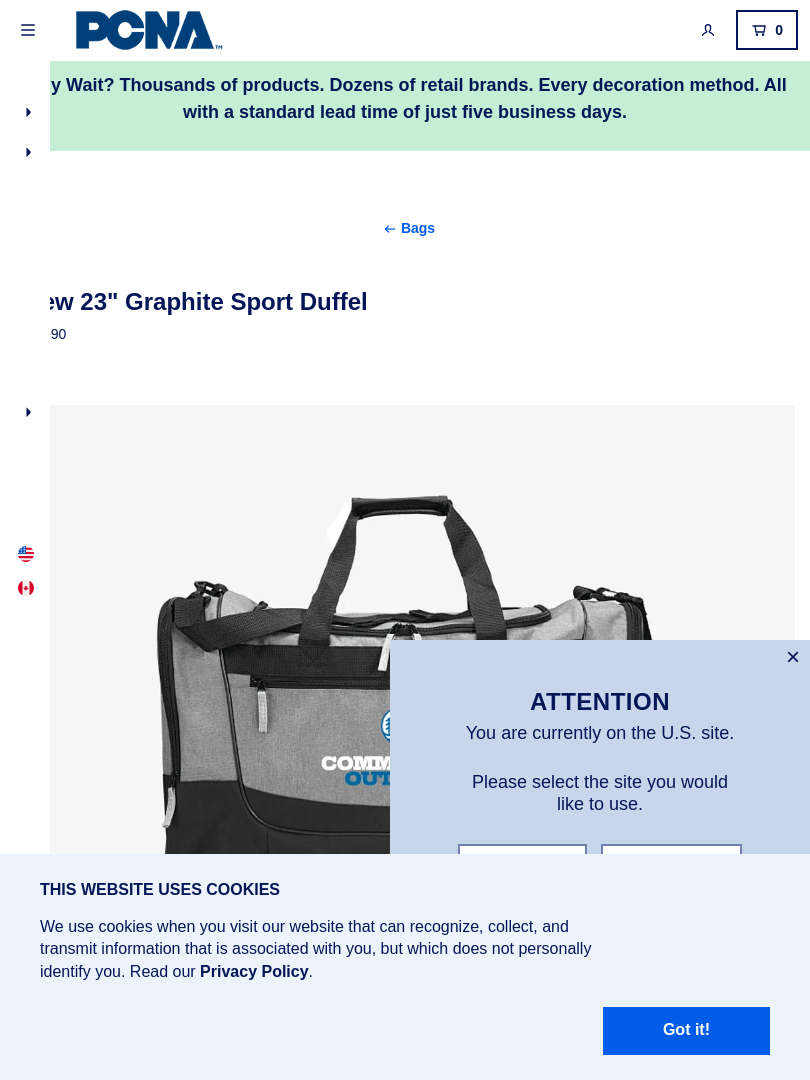 PCNA™
0
y Wait? Thousands of products. Dozens of retail brands. Every decoration method. All
with a standard lead time of just five business days.
← Bags
ew 23" Graphite Sport Duffel
90
COMM
OUT
ATTENTION
You are currently on the U.S. site.
Please select the site you would
like to use.
THIS WEBSITE USES COOKIES
We use cookies when you visit our website that can recognize, collect, and
transmit information that is associated with you, but which does not personally
identify you. Read our Privacy Policy.
Got it!